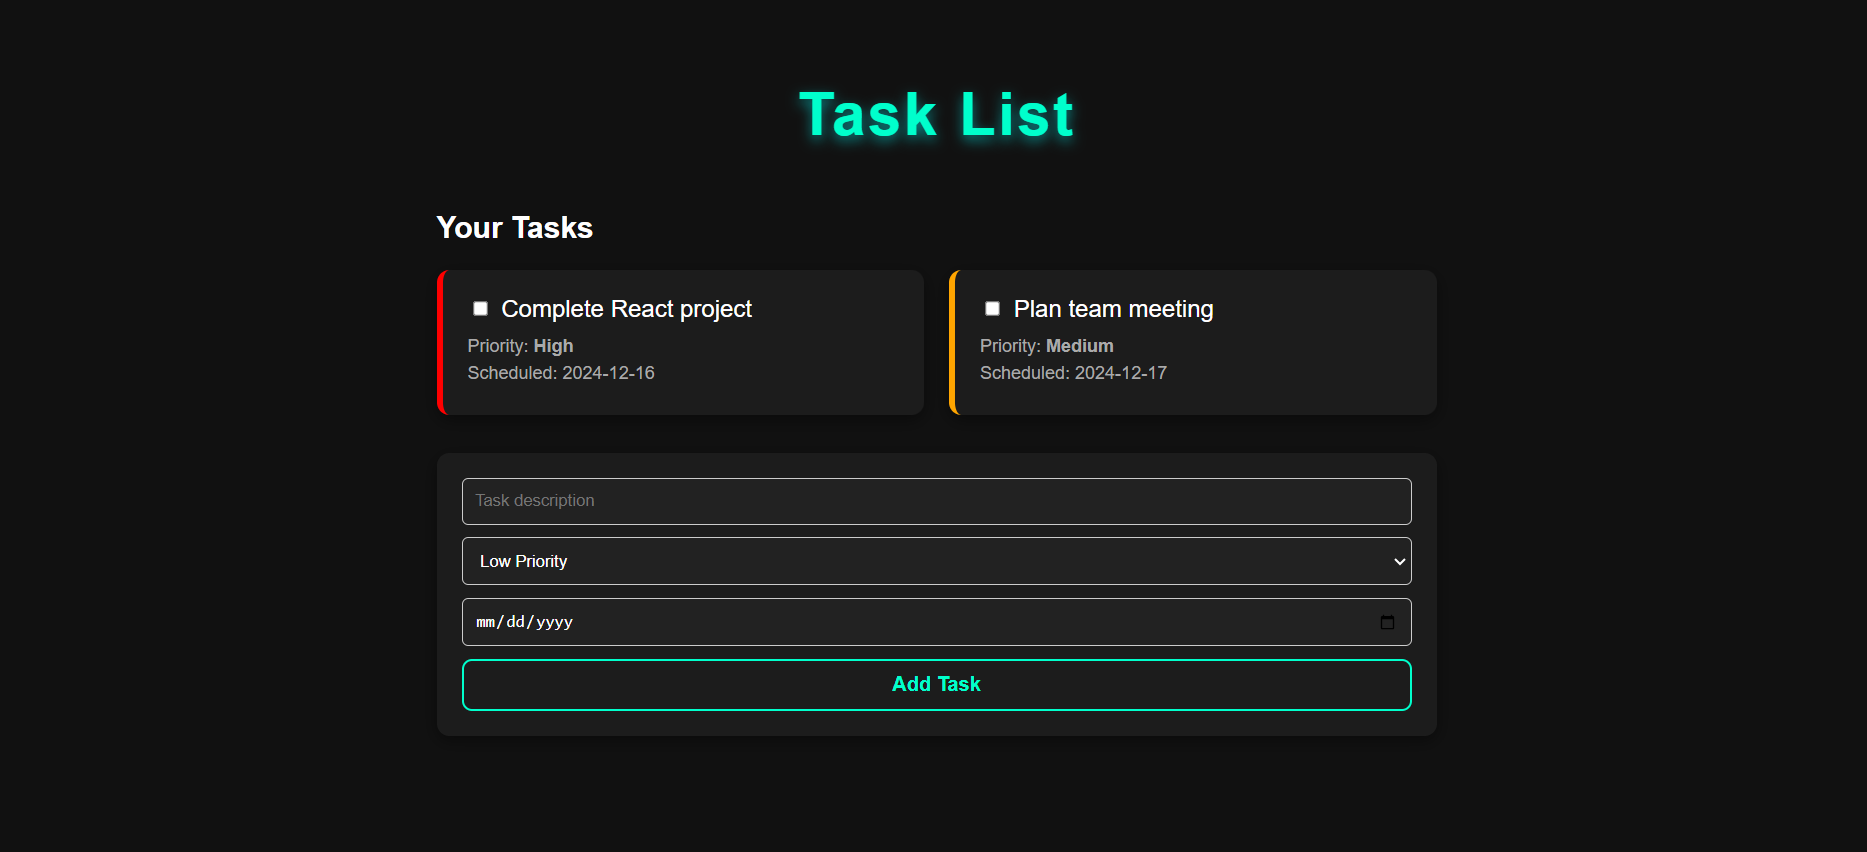 Task List
Your Tasks
Complete React project
Priority: High
Scheduled: 2024-12-16
Plan team meeting
Priority: Medium
Scheduled: 2024-12-17
Task description
Low Priority
mm/dd/yyyy
Add Task